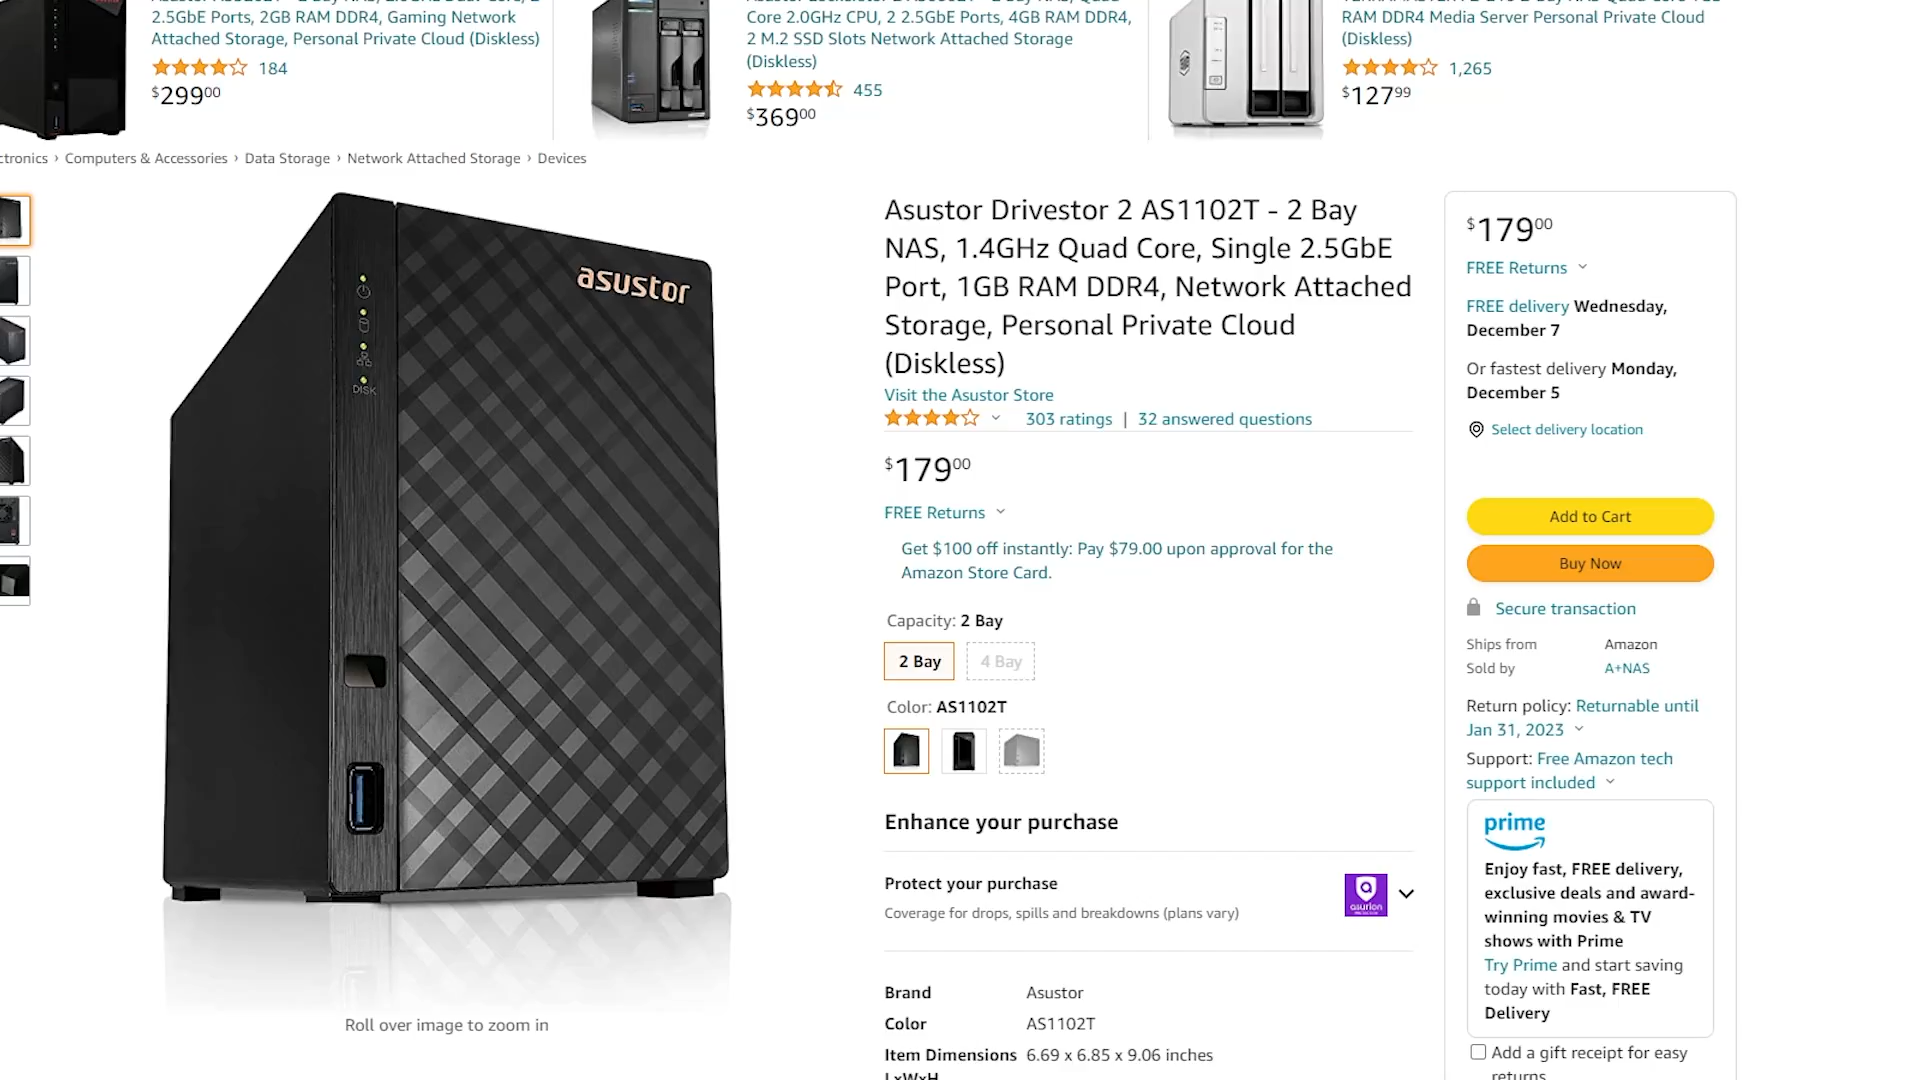 2.5GbE Ports, 2GB RAM DDR4, Gaming Network
Attached Storage, Personal Private Cloud (Diskless)
184
$29900
Core 2.0GHz CPU, 2 2.5GbE Ports, 4GB RAM DDR4,
2 M.2 SSD Slots Network Attached Storage
(Diskless)
455
$36900
RAM DDR4 Media Server Personal Private Cloud
(Diskless)
1,265
$12799
ctronics › Computers & Accessories › Data Storage › Network Attached Storage › Devices
asustor
DISK
Roll over image to zoom in
Asustor Drivestor 2 AS1102T - 2 Bay
NAS, 1.4GHz Quad Core, Single 2.5GbE
Port, 1GB RAM DDR4, Network Attached
Storage, Personal Private Cloud
(Diskless)
Visit the Asustor Store
303 ratings | 32 answered questions
$17900
FREE Returns
Get $100 off instantly: Pay $79.00 upon approval for the
Amazon Store Card.
Capacity: 2 Bay
2 Bay 4 Bay
Color: AS1102T
Enhance your purchase
Protect your purchase
Coverage for drops, spills and breakdowns (plans vary)
asurion
Brand Asustor
Color AS1102T
Item Dimensions 6.69 x 6.85 x 9.06 inches
LxWxH
$17900
FREE Returns
FREE delivery Wednesday,
December 7
Or fastest delivery Monday,
December 5
Select delivery location
Add to Cart
Buy Now
Secure transaction
Ships from Amazon
Sold by A+NAS
Return policy: Returnable until
Jan 31, 2023
Support: Free Amazon tech
support included
prime
Enjoy fast, FREE delivery,
exclusive deals and award-
winning movies & TV
shows with Prime
Try Prime and start saving
today with Fast, FREE
Delivery
Add a gift receipt for easy
returns